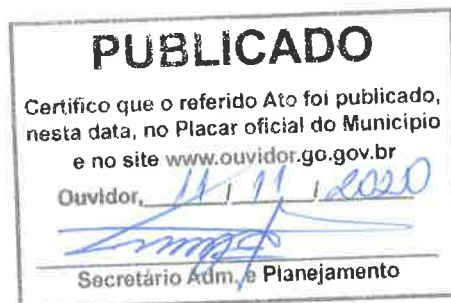 PUBLICADO
Certifico que o referido Ato foi publicado,
nesta data, no Placar oficial do Município
e no site www.ouvidor.go.gov.br
Ouvidor, 11 / 11 / 2020
Secretário Adm. e Planejamento